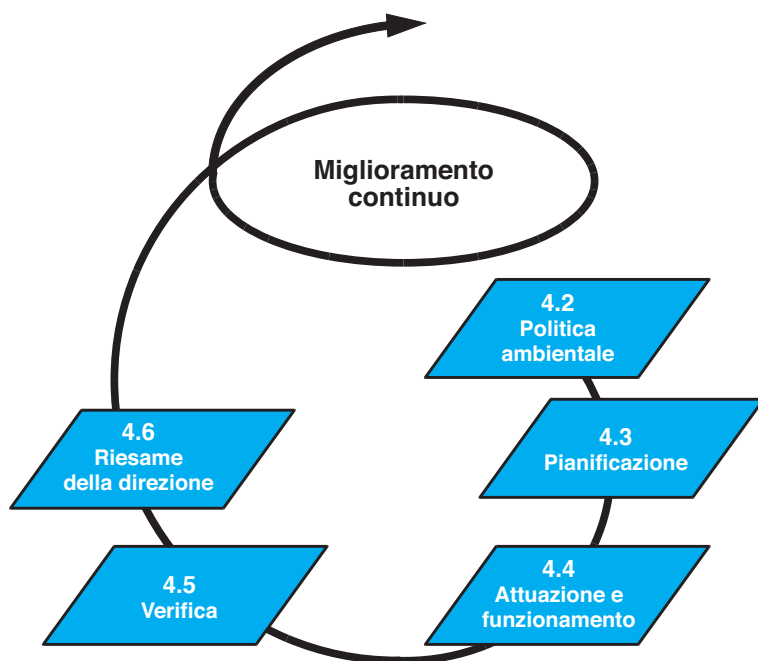 Miglioramento
continuo
4.2
Politica
ambientale
4.3
Pianificazione
4.4
Attuazione e
funzionamento
4.5
Verifica
4.6
Riesame
della direzione